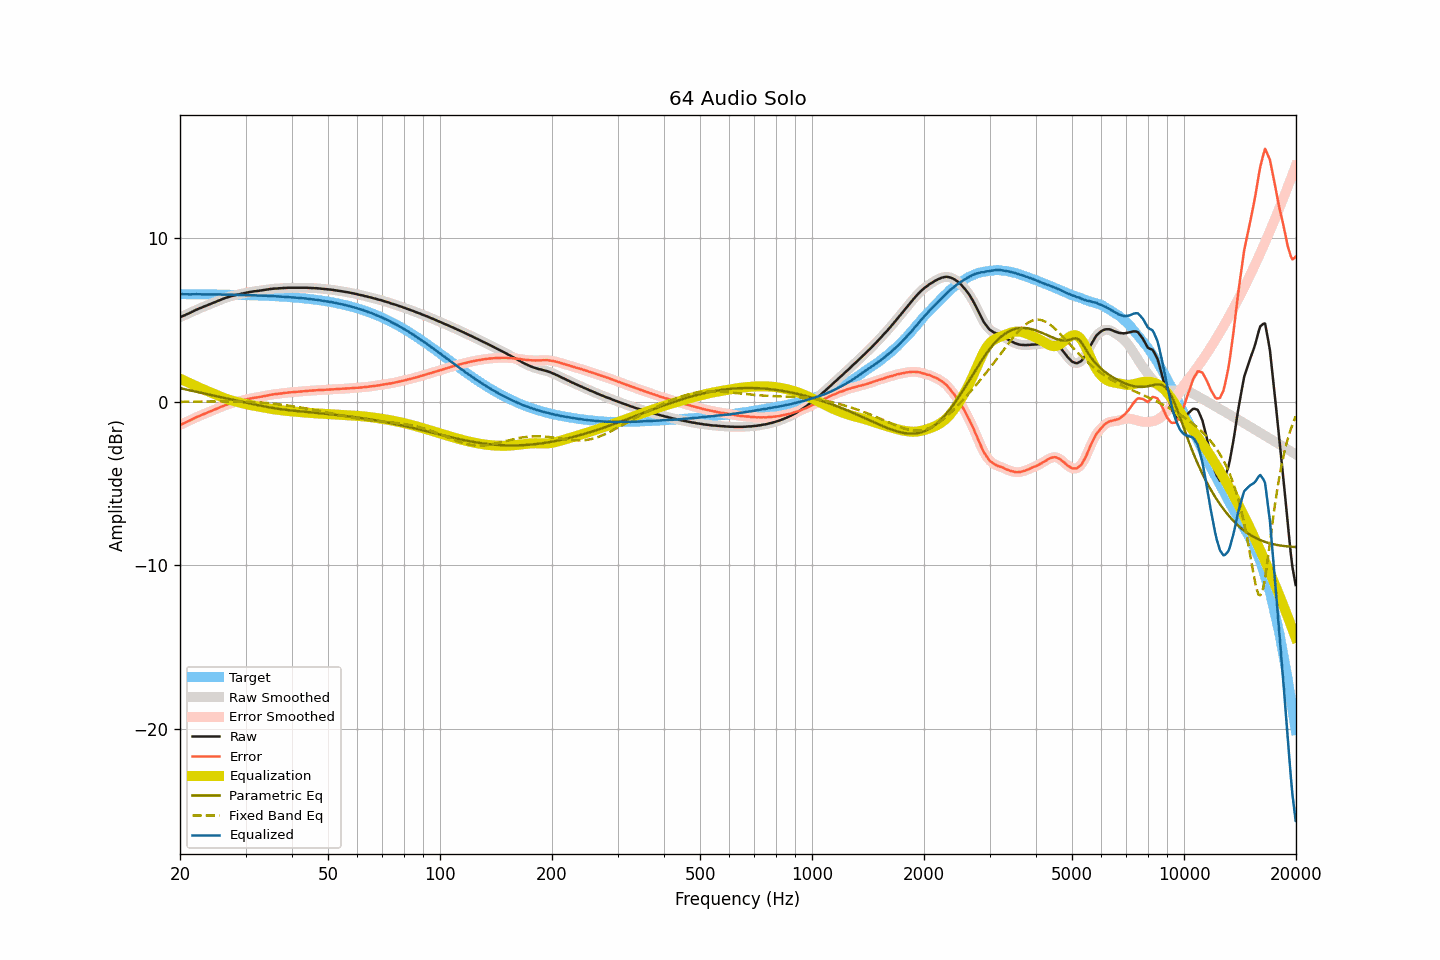 64 Audio Solo
Amplitude (dBr)
10
0
−10
−20
Target
Raw Smoothed
Error Smoothed
Raw
Error
Equalization
Parametric Eq
Fixed Band Eq
Equalized
20 50 100 200 500 1000 2000 5000 10000 20000
Frequency (Hz)